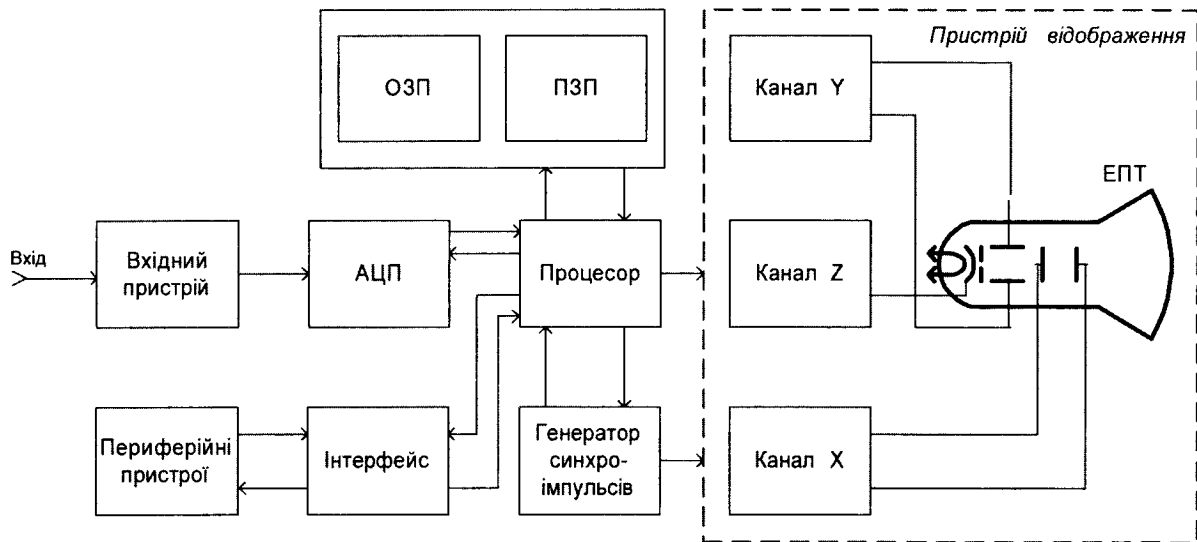 Пристрій відображення
ОЗП
ПЗП
Канал Y
ЕПТ
Вхід
Вхідний
пристрій
АЦП
Процесор
Канал Z
Периферійні
пристрої
Інтерфейс
Генератор
синхро-
імпульсів
Канал X